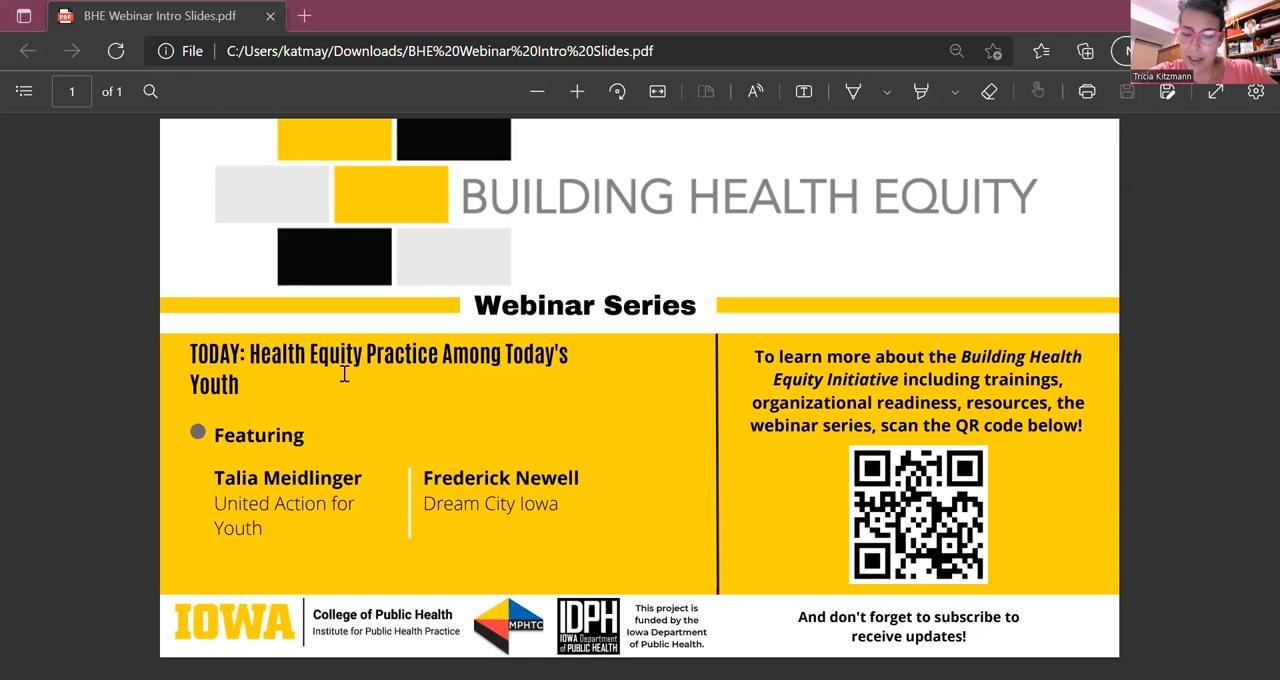 BHE Webinar Intro Slides.pdf
File
C:/Users/katmay/Downloads/BHE%20Webinar%20Intro%20Slides.pdf
Tricia Kitzmann
1
of 1
BUILDING HEALTH EQUITY
Webinar Series
TODAY: Health Equity Practice Among Today's
Youth
Featuring
Talia Meidlinger
United Action for
Youth
Frederick Newell
Dream City Iowa
To learn more about the Building Health
Equity Initiative including trainings,
organizational readiness, resources, the
webinar series, scan the QR code below!
IOWA
College of Public Health
Institute for Public Health Practice
MPHTC
IDPH
IOWA Department
of PUBLIC HEALTH
This project is
funded by the
Iowa Department
of Public Health.
And don't forget to subscribe to
receive updates!